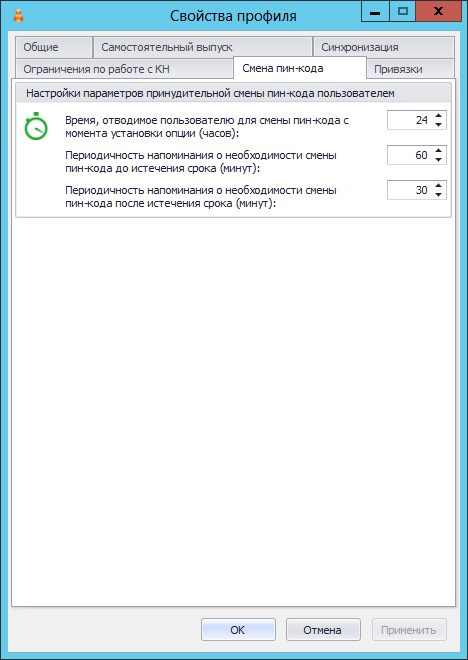 Свойства профиля
Общие
Самостоятельный выпуск
Синхронизация
Ограничения по работе с КН
Смена пин-кода
Привязки
Настройки параметров принудительной смены пин-кода пользователем
Время, отводимое пользователю для смены пин-кода с
момента установки опции (часов):
24
Периодичность напоминания о необходимости смены
пин-кода до истечения срока (минут):
60
Периодичность напоминания о необходимости смены
пин-кода после истечения срока (минут):
30
OK
Отмена
Применить